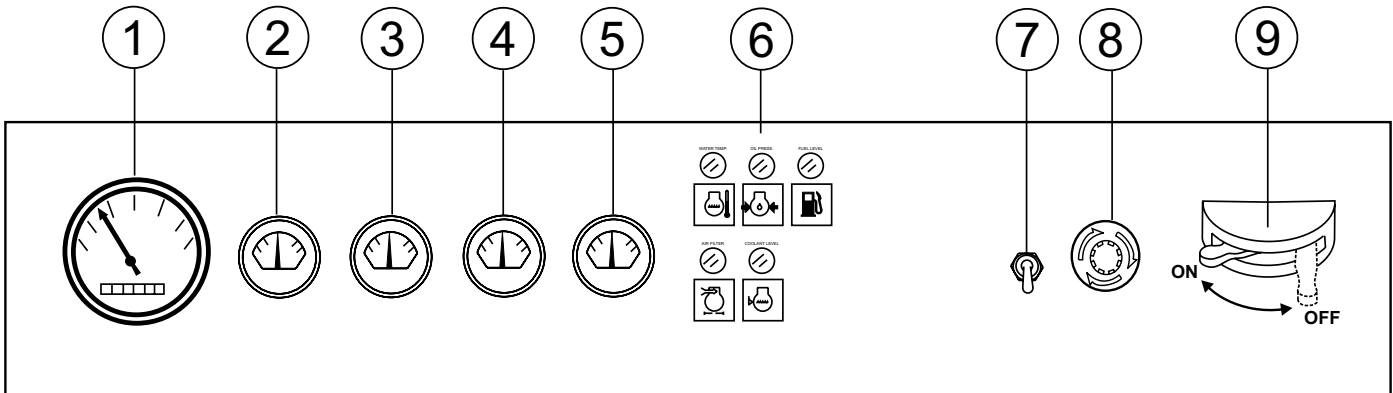 1 2 3 4 5 6 7 8 9
WATER TEMP. OIL PRESS. FUEL LEVEL
AIR FILTER COOLANT LEVEL
ON
OFF